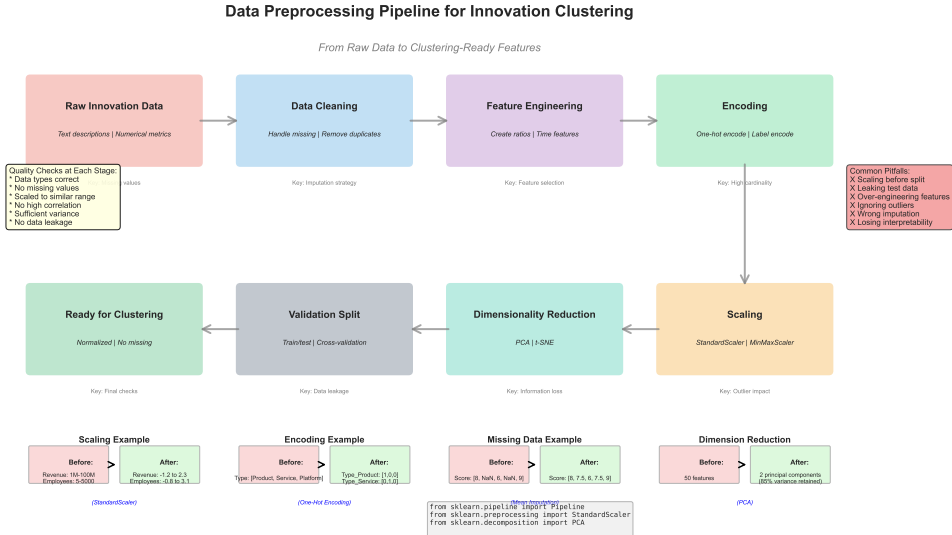 Data Preprocessing Pipeline for Innovation Clustering
From Raw Data to Clustering-Ready Features
Raw Innovation Data
Text descriptions | Numerical metrics
values
Data Cleaning
Handle missing | Remove duplicates
Key: Imputation strategy
Feature Engineering
Create ratios | Time features
Key: Feature selection
Encoding
One-hot encode | Label encode
Key: High cardinality
Quality Checks at Each Stage:
* Data types correct
* No missing values
* Scaled to similar range
* No high correlation
* Sufficient variance
* No data leakage
Common Pitfalls:
X Scaling before split
X Leaking test data
X Over-engineering features
X Ignoring outliers
X Wrong imputation
X Losing interpretability
Ready for Clustering
Normalized | No missing
Key: Final checks
Validation Split
Train/test | Cross-validation
Key: Data leakage
Dimensionality Reduction
PCA | t-SNE
Key: Information loss
Scaling
StandardScaler | MinMaxScaler
Key: Outlier impact
Scaling Example
Before:
Revenue: 1M-100M
Employees: 5-5000
>
After:
Revenue: -1.2 to 2.3
Employees: -0.8 to 3.1
(StandardScaler)
Encoding Example
Before:
Type: [Product, Service, Platform]
>
After:
Type_Product: [1,0,0]
Type_Service: [0,1,0]
(One-Hot Encoding)
Missing Data Example
Before:
Score: [8, NaN, 6, NaN, 9]
>
After:
Score: [8, 7.5, 6, 7.5, 9]
(Mean Imputation)
Dimension Reduction
Before:
50 features
>
After:
2 principal components
(85% variance retained)
(PCA)
from sklearn.pipeline import Pipeline
from sklearn.preprocessing import StandardScaler
from sklearn.decomposition import PCA